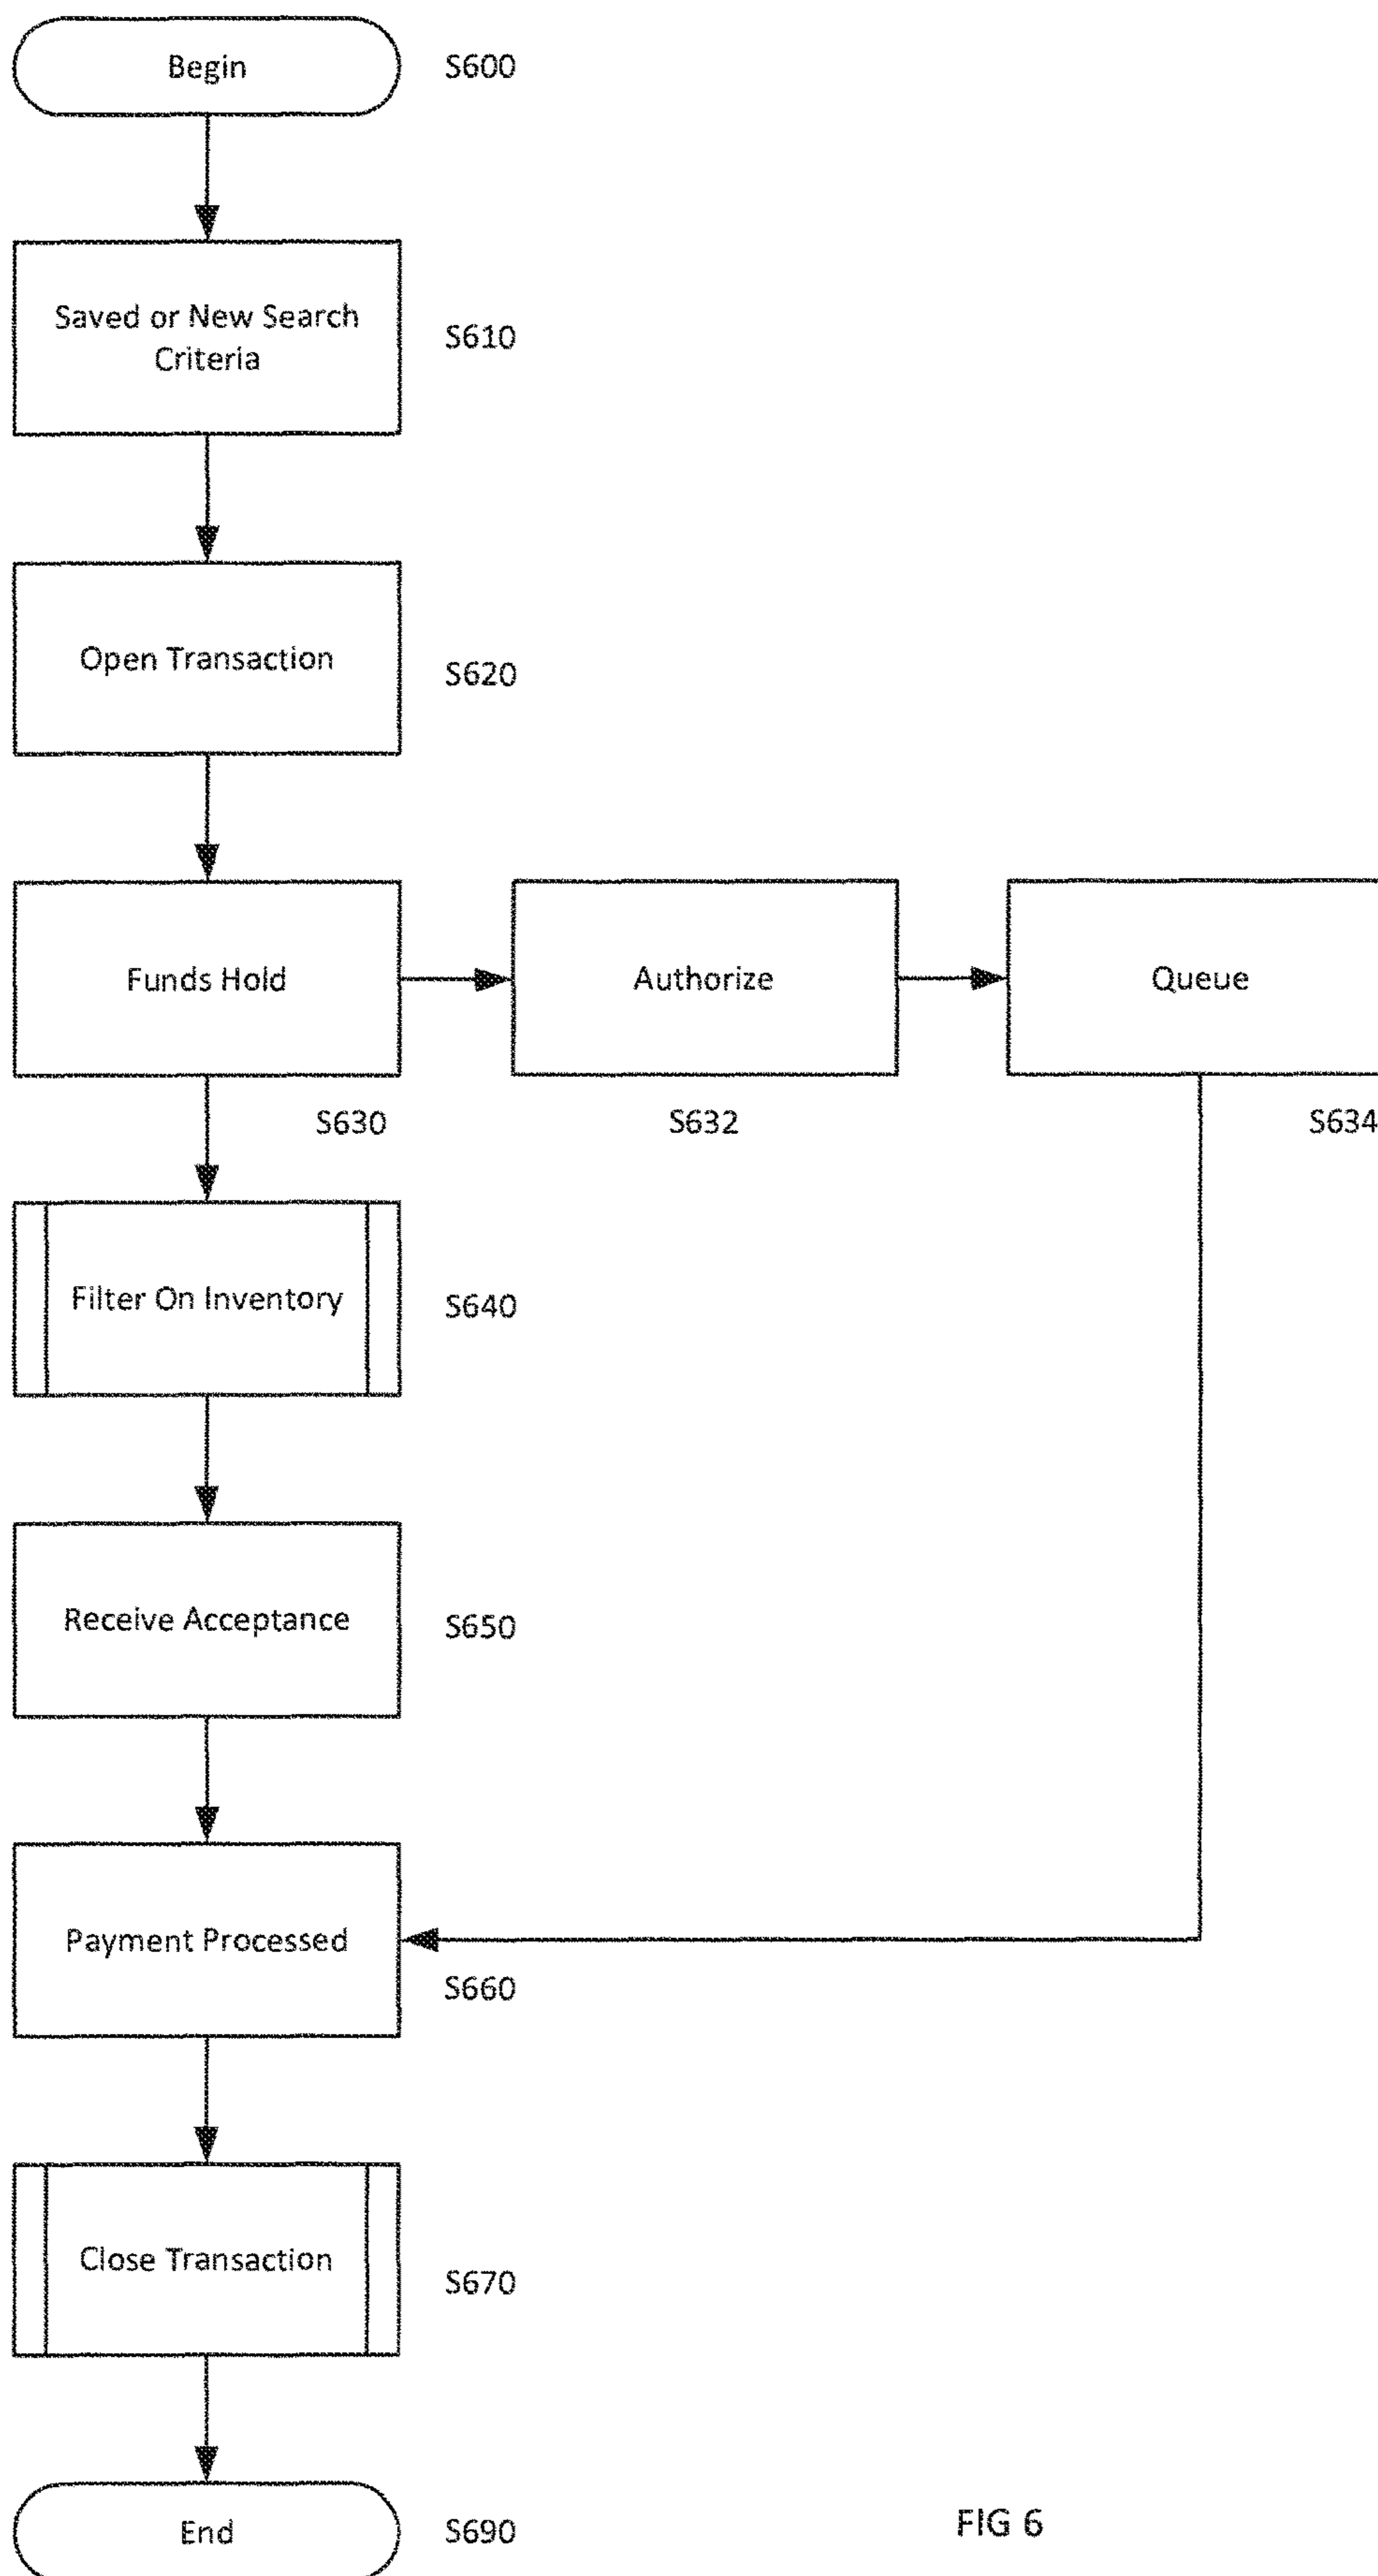 Begin
S600
Saved or New Search
Criteria
S610
Open Transaction
S620
Funds Hold
Authorize
Queue
S630
S632
S634
Filter On Inventory
S640
Receive Acceptance
S650
Payment Processed
S660
Close Transaction
S670
End
S690
FIG 6